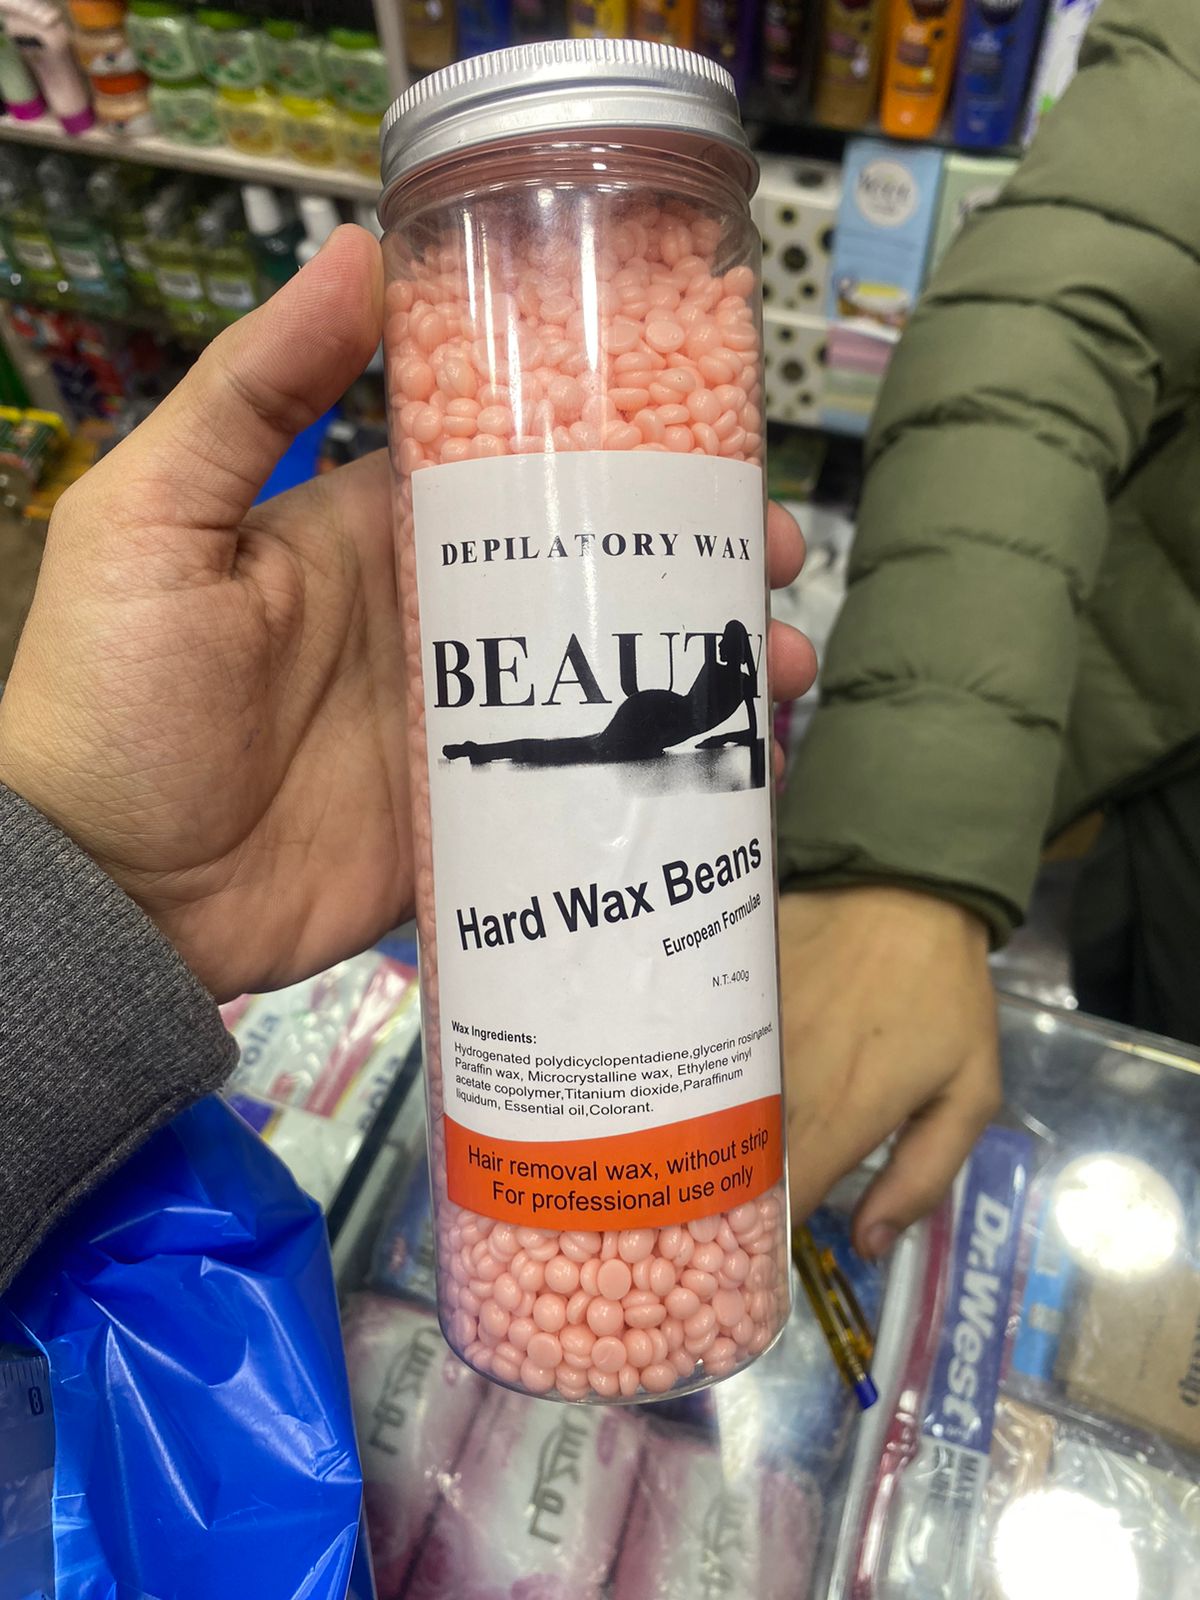 DEPILATORY WAX
BEAUTY
Hard Wax Beans
European Formulae
N.T:.400g
Wax Ingredients:
Hydrogenated polydicyclopentadiene,glycerin rosinated,
Paraffin wax, Microcrystalline wax, Ethylene vinyl
acetate copolymer,Titanium dioxide,Paraffinum
liquidum, Essential oil,Colorant.
Hair removal wax, without strip
For professional use only
Dr.West
8